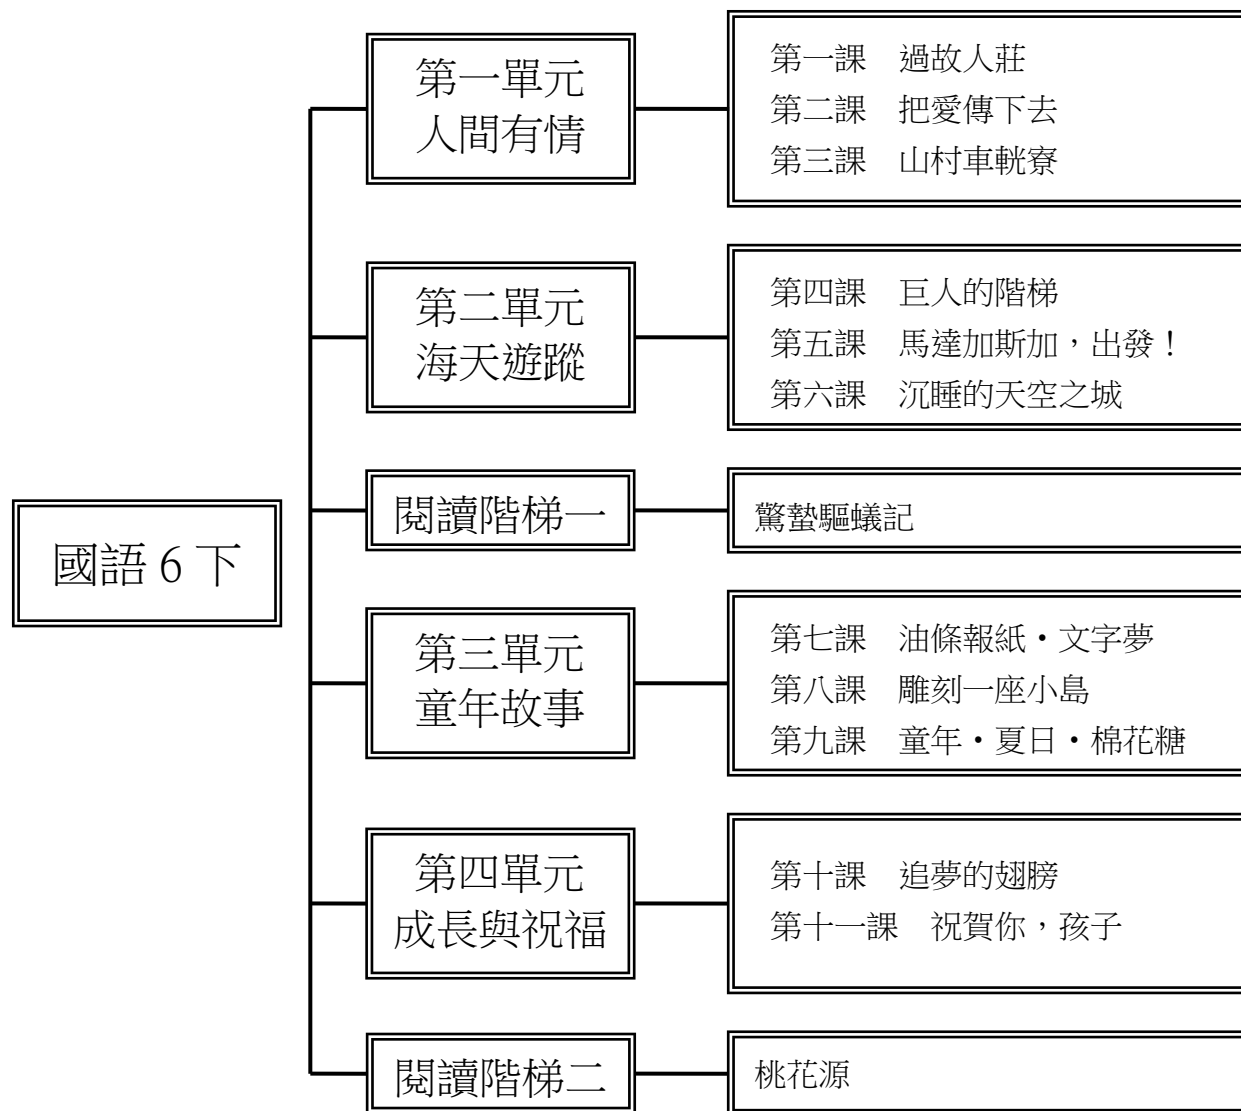 國語 6 下
第一單元
人間有情
第一課　過故人莊
第二課　把愛傳下去
第三課　山村車輄寮
第二單元
海天遊蹤
第四課　巨人的階梯
第五課　馬達加斯加，出發！
第六課　沉睡的天空之城
閱讀階梯一
驚蟄驅蟻記
第三單元
童年故事
第七課　油條報紙・文字夢
第八課　雕刻一座小島
第九課　童年・夏日・棉花糖
第四單元
成長與祝福
第十課　追夢的翅膀
第十一課　祝賀你，孩子
閱讀階梯二
桃花源